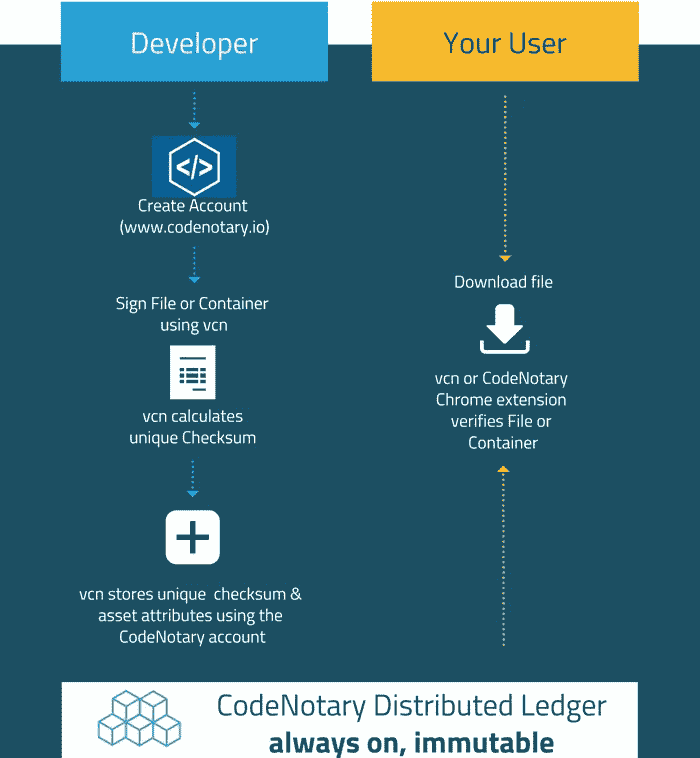 Developer
Your User
</>
Create Account
(www.codenotary.io)
Sign File or Container
using vcn
vcn calculates
unique Checksum
vcn stores unique checksum &
asset attributes using the
CodeNotary account
Download file
vcn or CodeNotary
Chrome extension
verifies File or
Container
CodeNotary Distributed Ledger
always on, immutable